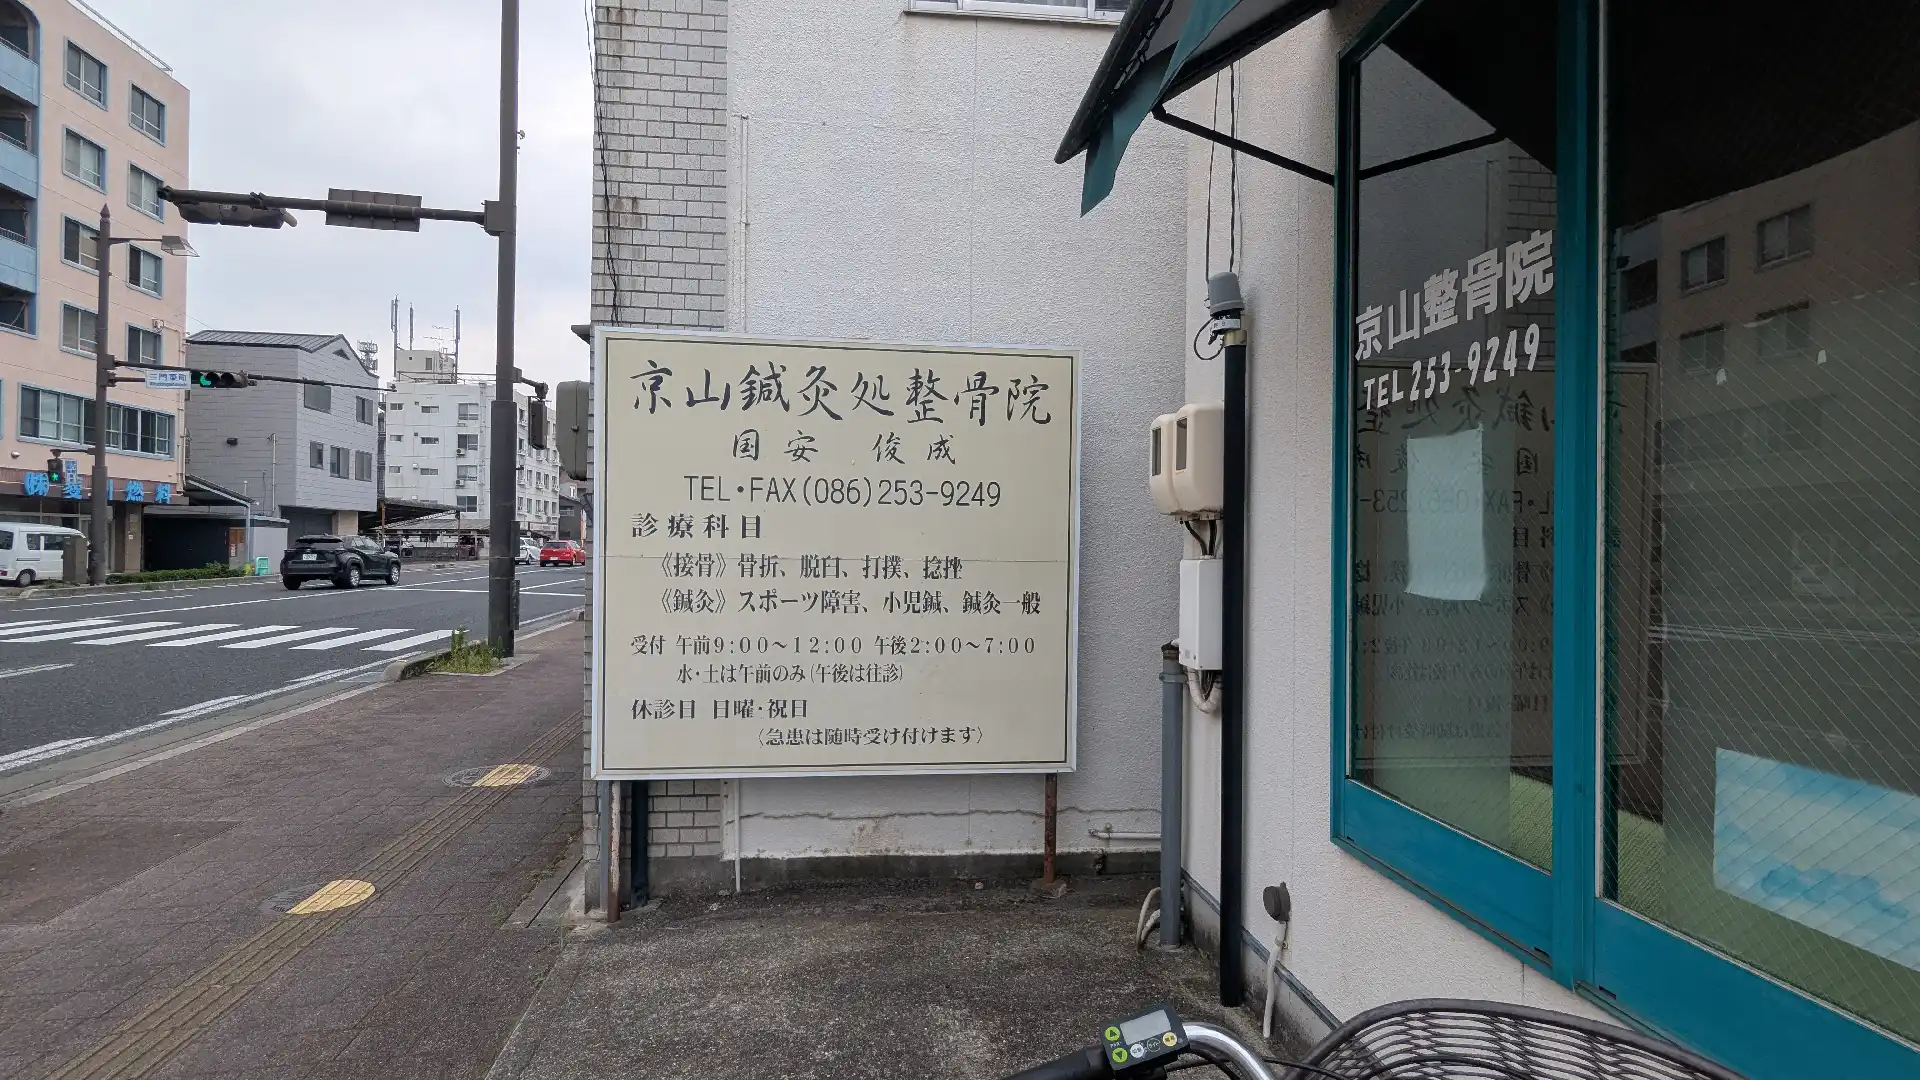 京山鍼灸処整骨院
国安 俊成
TEL・FAX(086)253-9249
診療科目
《接骨》骨折、脱臼、打撲、捻挫
《鍼灸》スポーツ障害、小児鍼、鍼灸一般
受付 午前9:00〜12:00 午後2:00〜7:00
水・土は午前のみ(午後は往診)
休診日 日曜・祝日
〈急患は随時受け付けます〉
京山整骨院
TEL 253-9249